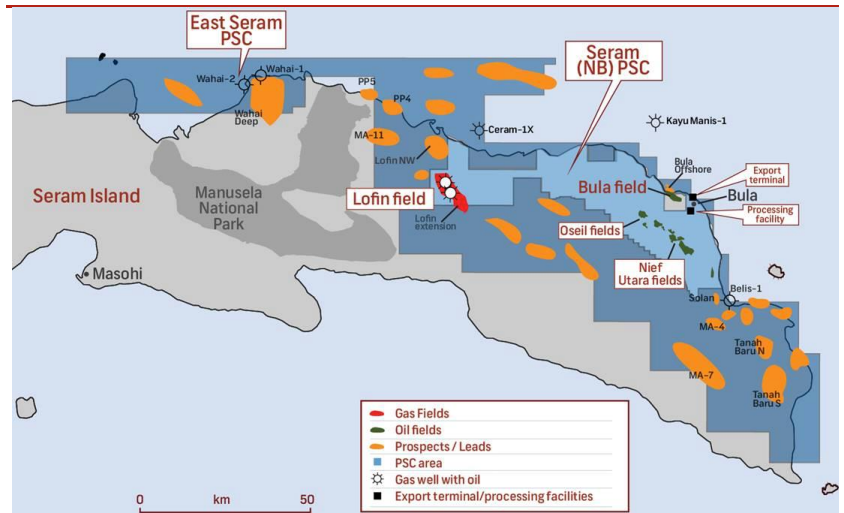 East Seram
PSC
Seram
(NB) PSC
Wahai-2
Wahai-1
Wahai
Deep
PP5
PP4
MA-11
Lofin NW
Ceram-1X
Kayu Manis-1
Bula
Offshore
Export
terminal
Bula field
Bula
Processing
facility
Seram Island
Manusela
National
Park
Lofin field
Lofin
extension
Oseil fields
Nief
Utara fields
Masohi
Solan
Belis-1
MA-4
Tanah
Baru N
MA-7
Tanah
Baru S
Gas Fields
Oil fields
Prospects / Leads
PSC area
Gas well with oil
Export terminal/processing facilities
0 km 50